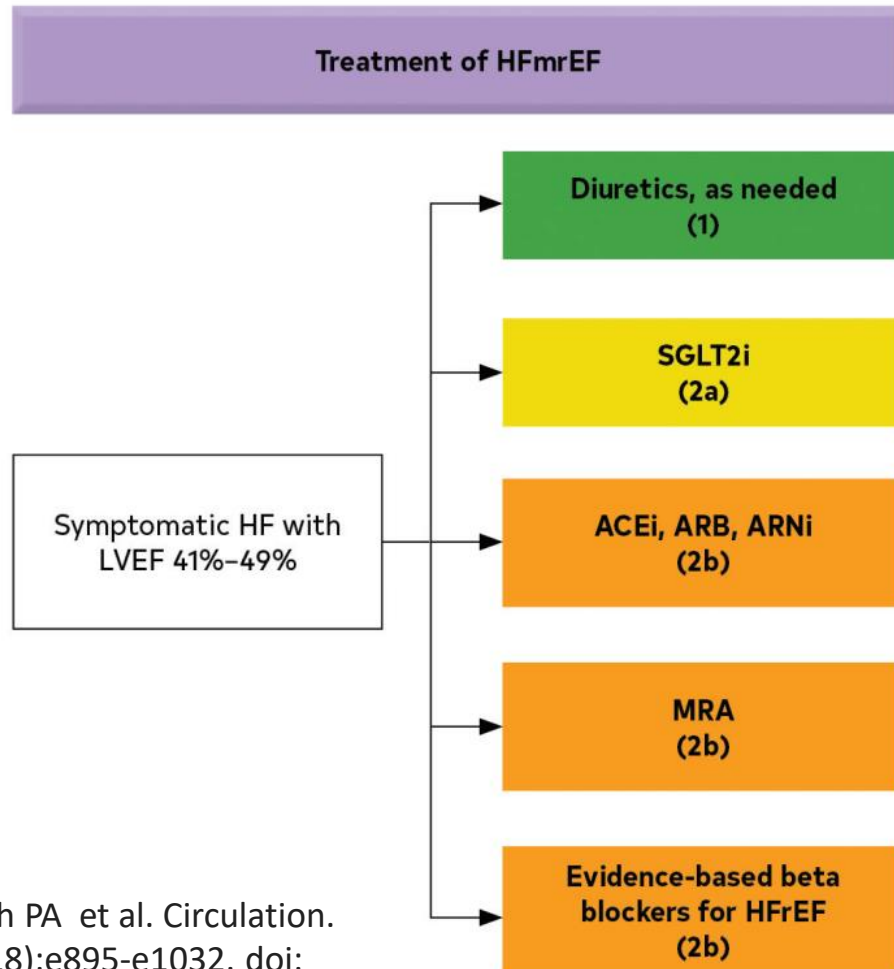 Treatment of HFmrEF
Diuretics, as needed
(1)
SGLT2i
(2a)
Symptomatic HF with
LVEF 41%–49%
ACEi, ARB, ARNi
(2b)
MRA
(2b)
Evidence-based beta
blockers for HFrEF
(2b)
PA et al. Circulation.
:e895-e1032. doi: